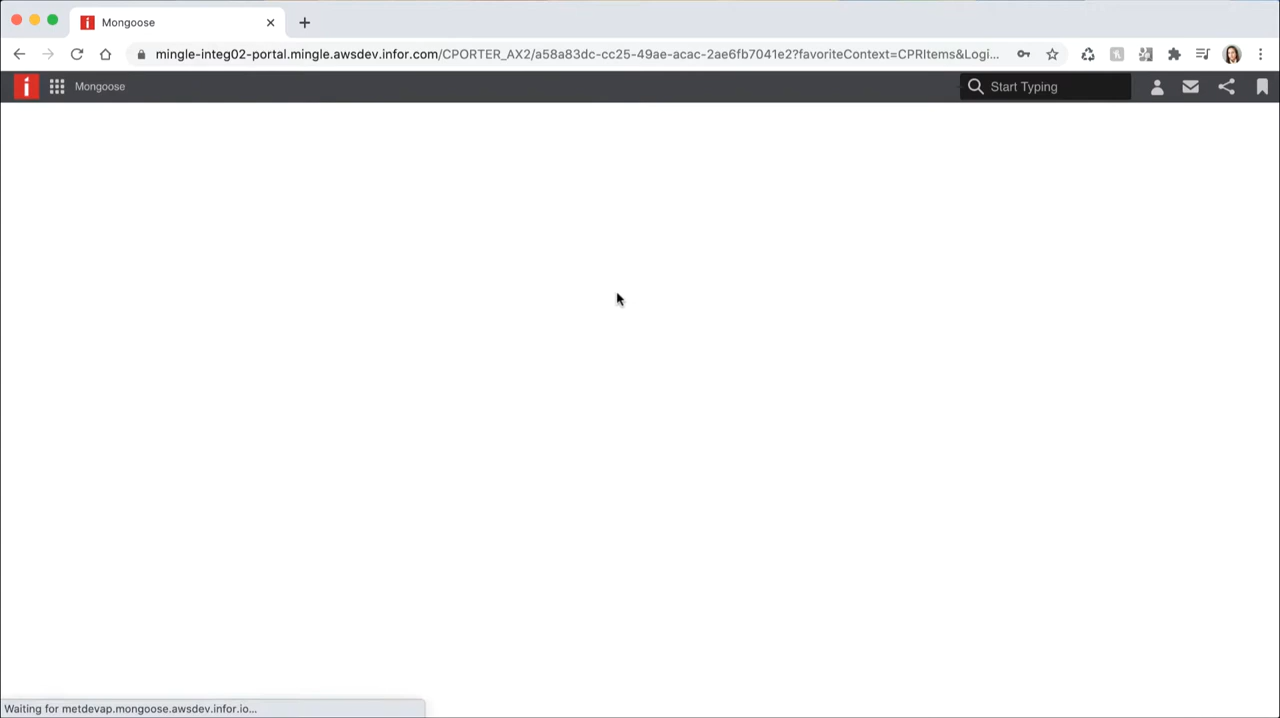 Mongoose
mingle-integ02-portal.mingle.awsdev.infor.com/CPORTER_AX2/a58a83dc-cc25-49ae-acac-2ae6fb7041e2?favoriteContext=CPRItems&Logi...
Mongoose
Start Typing
Waiting for metdevap.mongoose.awsdev.infor.io...